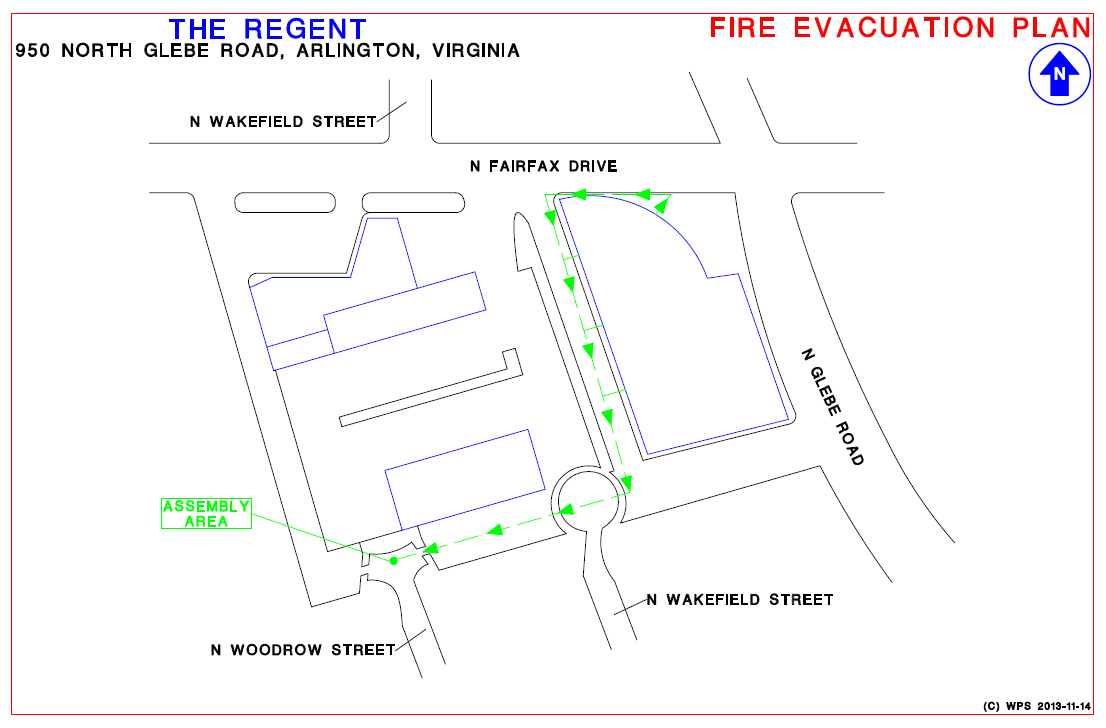 THE REGENT
FIRE EVACUATION PLAN
950 NORTH GLEBE ROAD, ARLINGTON, VIRGINIA
N
N WAKEFIELD STREET
N FAIRFAX DRIVE
N GLEBE ROAD
ASSEMBLY
AREA
N WAKEFIELD STREET
N WOODROW STREET
(C) WPS 2013-11-14